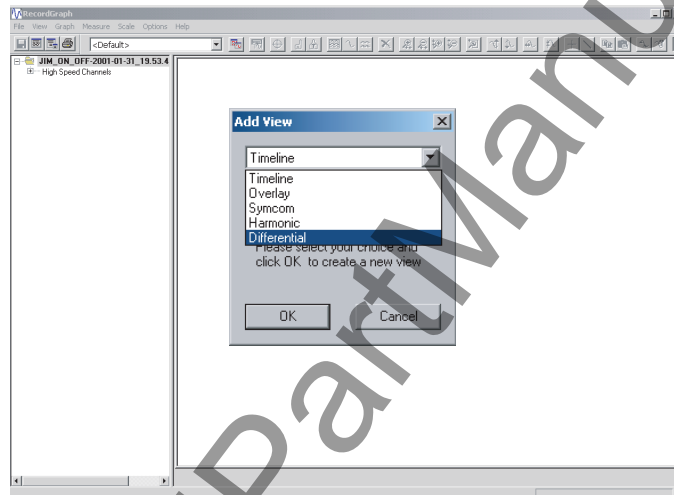 RecordGraph
File View Graph Measure Scale Options Help
<Default>
JIM_ON_OFF-2001-01-31_19.53.4
High Speed Channels
Add View
Timeline
Timeline
Overlay
Symcom
Harmonic
Differential
Please select your choice and
click OK to create a new view
OK
Cancel